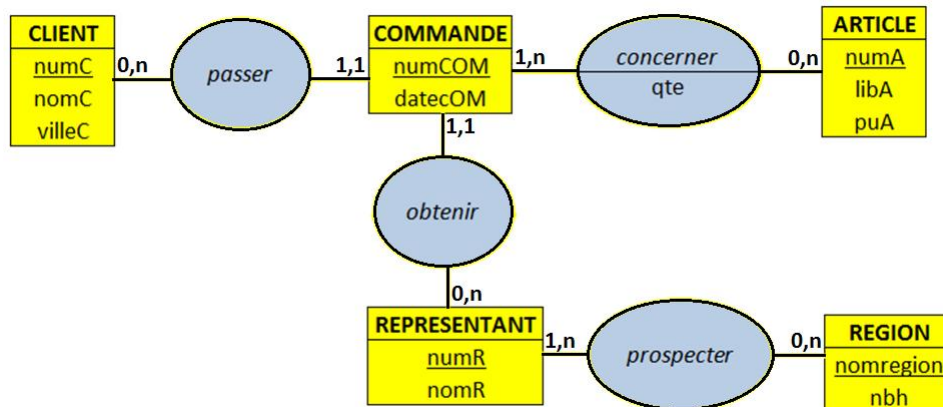 CLIENT
numC
nomC
villeC
0,n
passer
1,1
COMMANDE
numCOM
datecOM
1,n
concerner
qte
0,n
ARTICLE
numA
libA
puA
1,1
obtenir
0,n
REPRESENTANT
numR
nomR
1,n
prospecter
0,n
REGION
nomregion
nbh